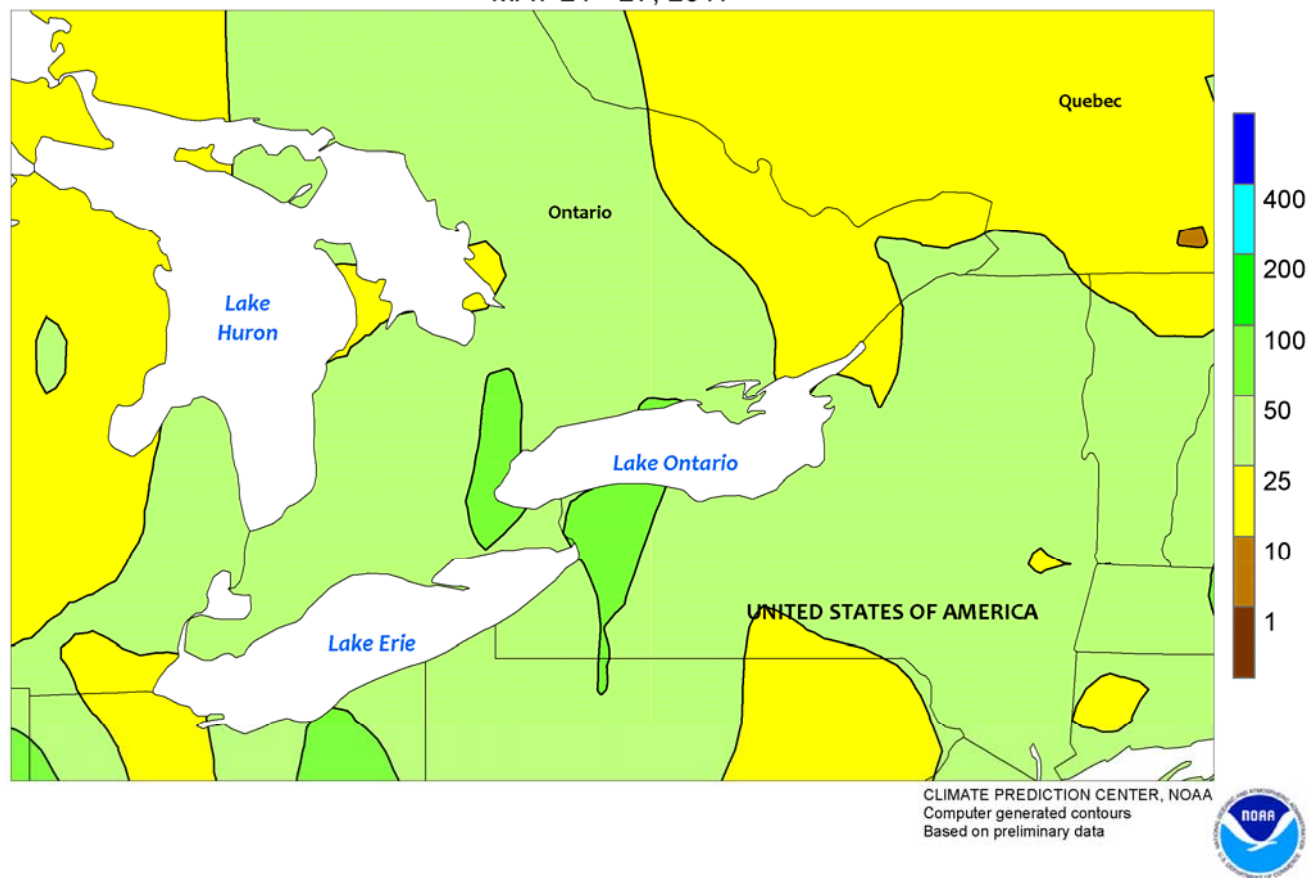 Quebec
Ontario
Lake
Huron
Lake Ontario
UNITED STATES OF AMERICA
Lake Erie
400
200
100
50
25
10
1
CLIMATE PREDICTION CENTER, NOAA
Computer generated contours
Based on preliminary data
NOAA